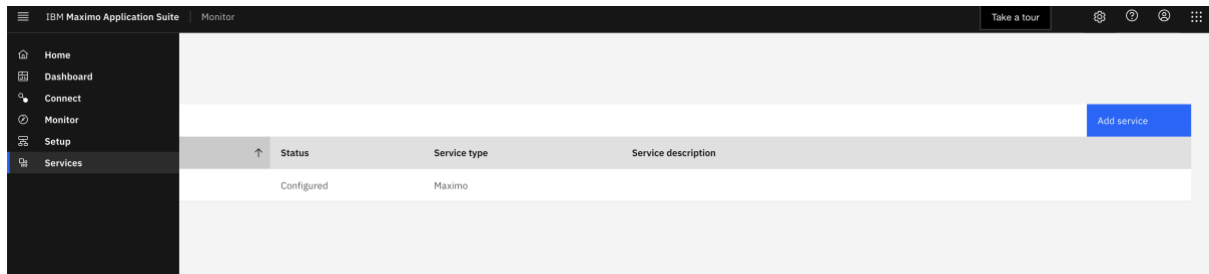 IBM Maximo Application Suite Monitor Take a tour
Home
Dashboard
Connect
Monitor
Setup
Services
Add service
Status Service type Service description
Configured Maximo